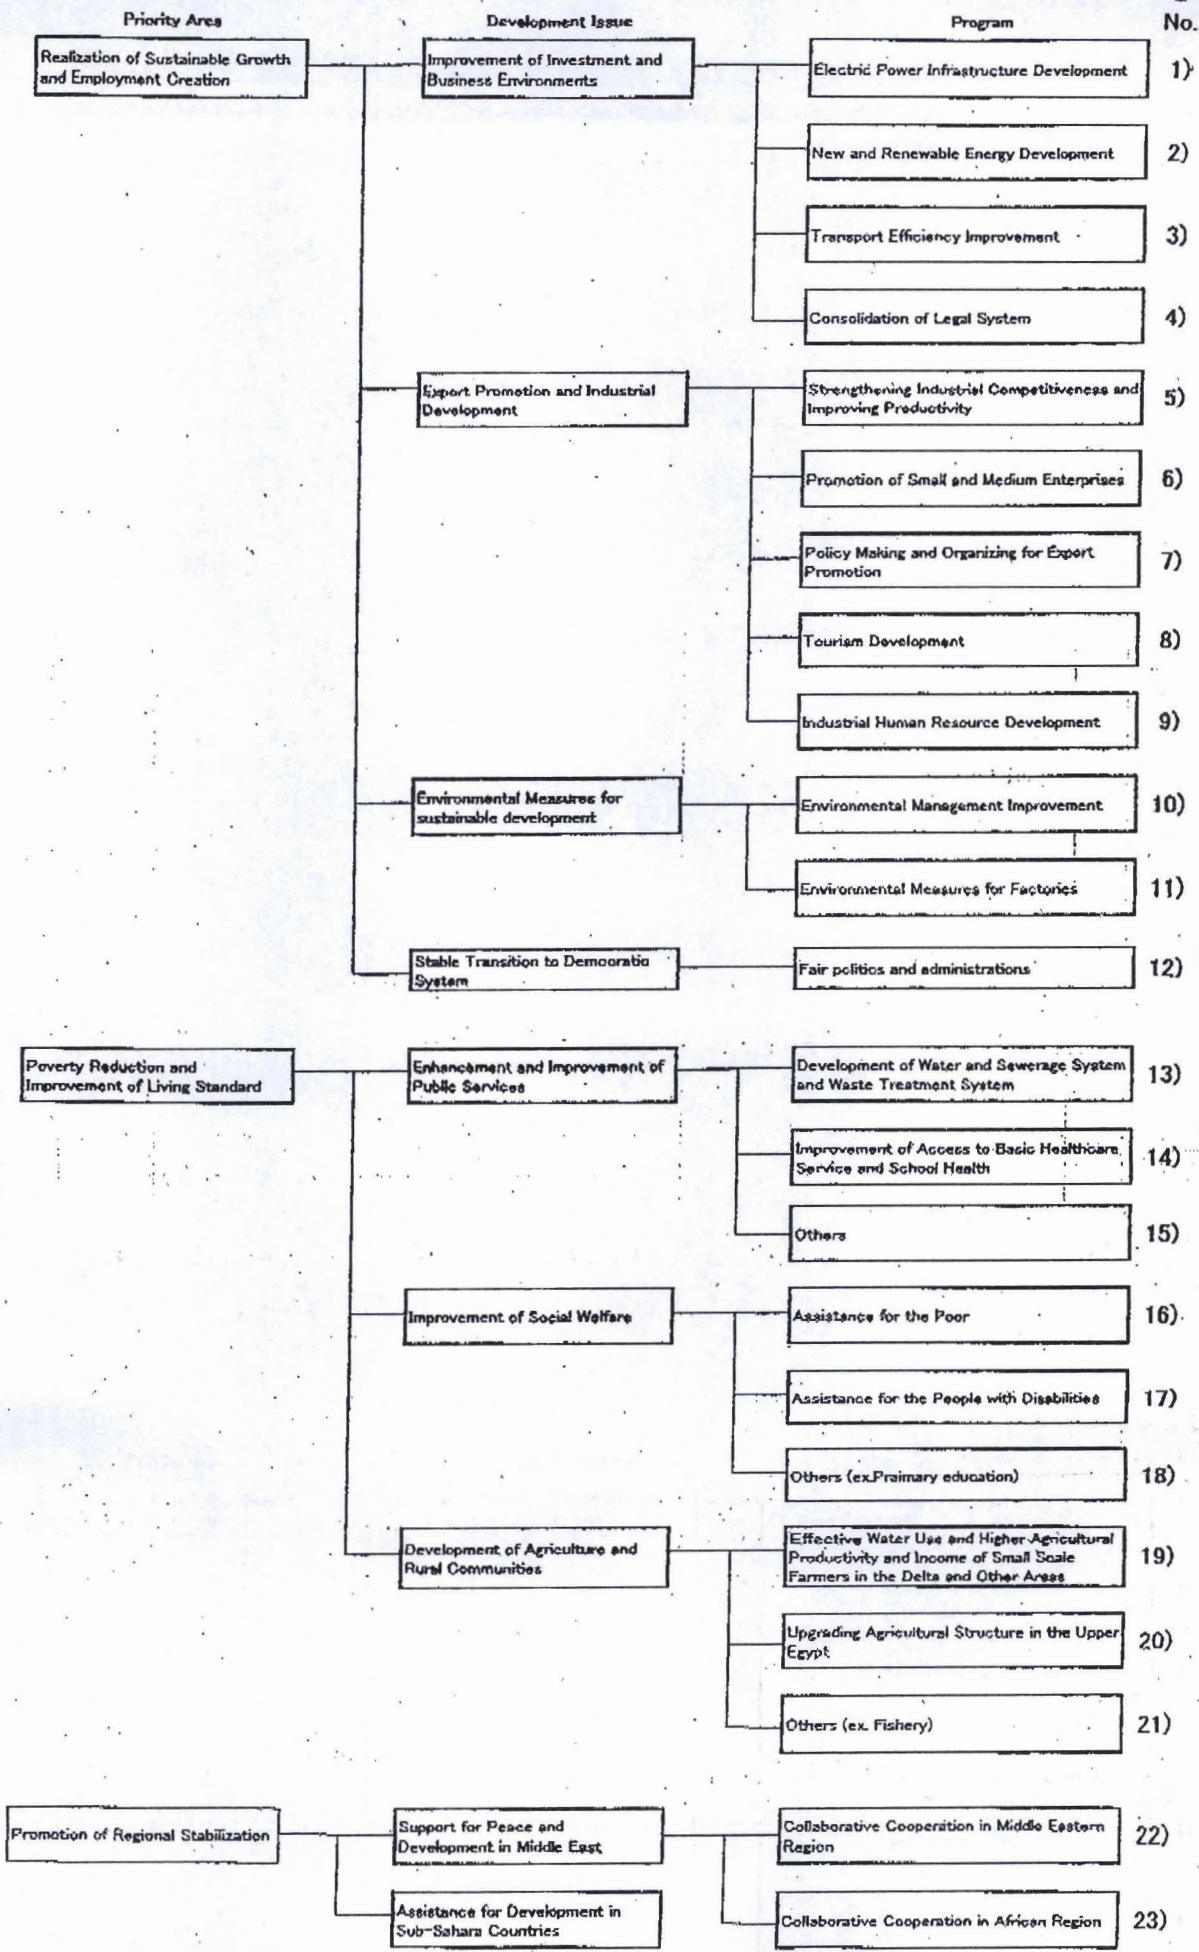 Priority Area
Development Issue
Program
No.
Realization of Sustainable Growth
and Employment Creation
Improvement of Investment and
Business Environments
Electric Power Infrastructure Development
1)
New and Renewable Energy Development
2)
Transport Efficiency Improvement
3)
Consolidation of Legal System
4)
Export Promotion and Industrial
Development
Strengthening Industrial Competitiveness and
Improving Productivity
5)
Promotion of Small and Medium Enterprises
6)
Policy Making and Organizing for Export
Promotion
7)
Tourism Development
8)
Industrial Human Resource Development
9)
Environmental Measures for
sustainable development
Environmental Management Improvement
10)
Environmental Measures for Factories
11)
Stable Transition to Democratic
System
Fair politics and administrations
12)
Poverty Reduction and
Improvement of Living Standard
Enhancement and Improvement of
Public Services
Development of Water and Sewerage System
and Waste Treatment System
13)
Improvement of Access to Basic Healthcare
Service and School Health
14)
Others
15)
Improvement of Social Welfare
Assistance for the Poor
16)
Assistance for the People with Disabilities
17)
Others (ex.Praimary education)
18)
Development of Agriculture and
Rural Communities
Effective Water Use and Higher Agricultural
Productivity and Income of Small Scale
Farmers in the Delta and Other Areas
19)
Upgrading Agricultural Structure in the Upper
Egypt
20)
Others (ex. Fishery)
21)
Promotion of Regional Stabilization
Support for Peace and
Development in Middle East
Collaborative Cooperation in Middle Eastern
Region
22)
Assistance for Development in
Sub-Sahara Countries
Collaborative Cooperation in African Region
23)